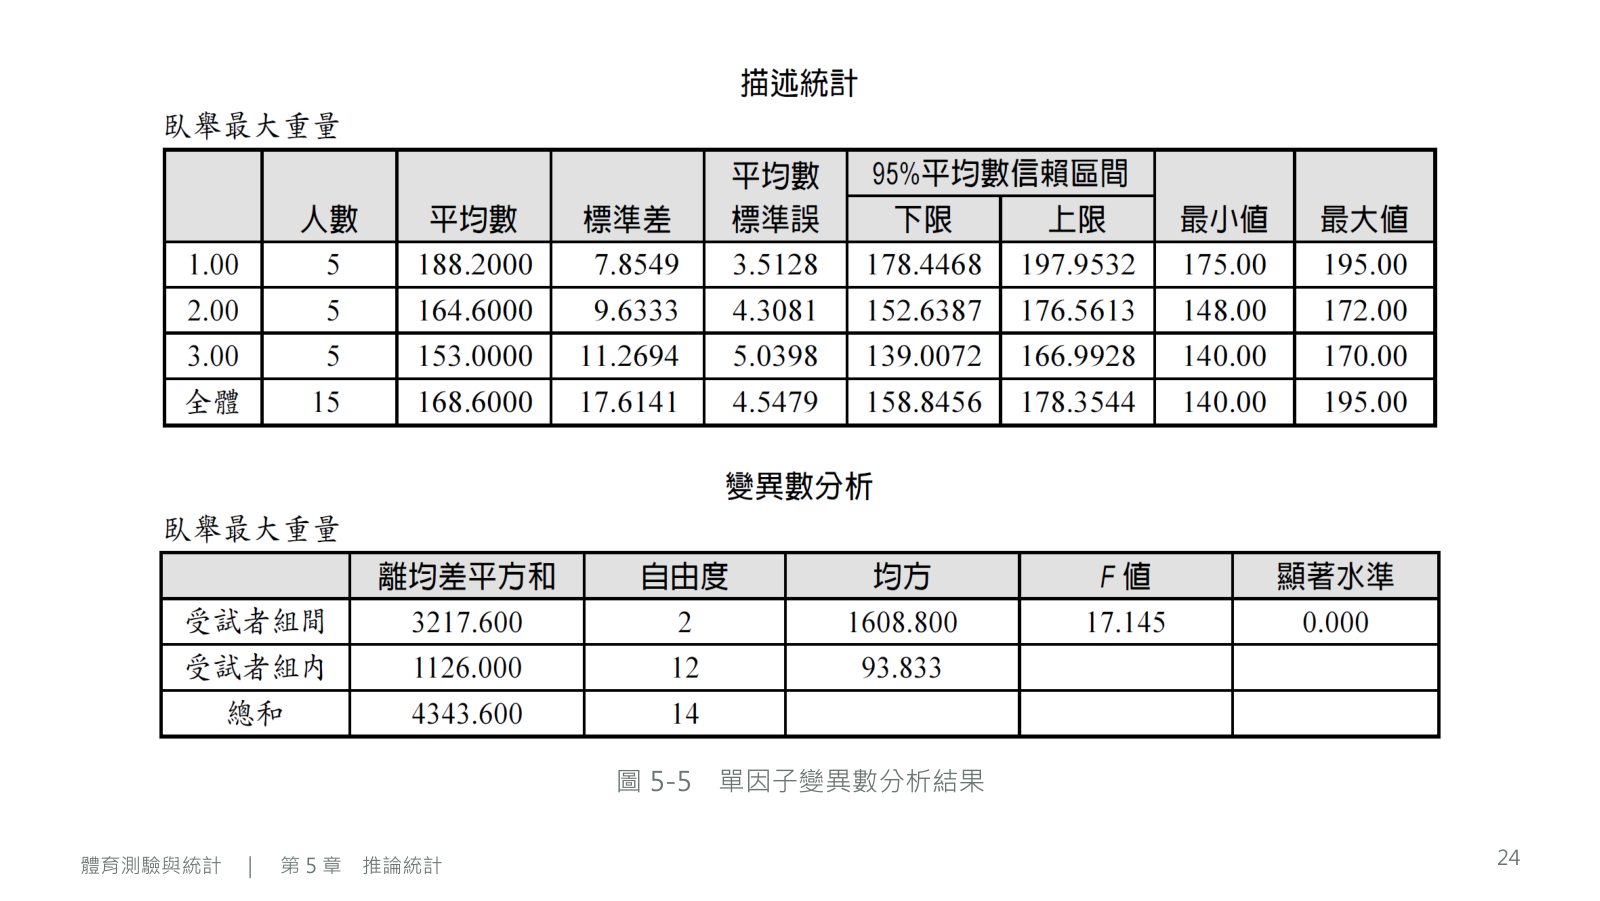 描述統計
臥舉最大重量
人數 平均數 標準差 平均數標準誤 95%平均數信賴區間 下限 上限 最小值 最大值
1.00 5 188.2000 7.8549 3.5128 178.4468 197.9532 175.00 195.00
2.00 5 164.6000 9.6333 4.3081 152.6387 176.5613 148.00 172.00
3.00 5 153.0000 11.2694 5.0398 139.0072 166.9928 140.00 170.00
全體 15 168.6000 17.6141 4.5479 158.8456 178.3544 140.00 195.00
變異數分析
臥舉最大重量
離均差平方和 自由度 均方 F 值 顯著水準
受試者組間 3217.600 2 1608.800 17.145 0.000
受試者組內 1126.000 12 93.833
總和 4343.600 14
圖 5-5 單因子變異數分析結果
體育測驗與統計 | 第 5 章 推論統計
24